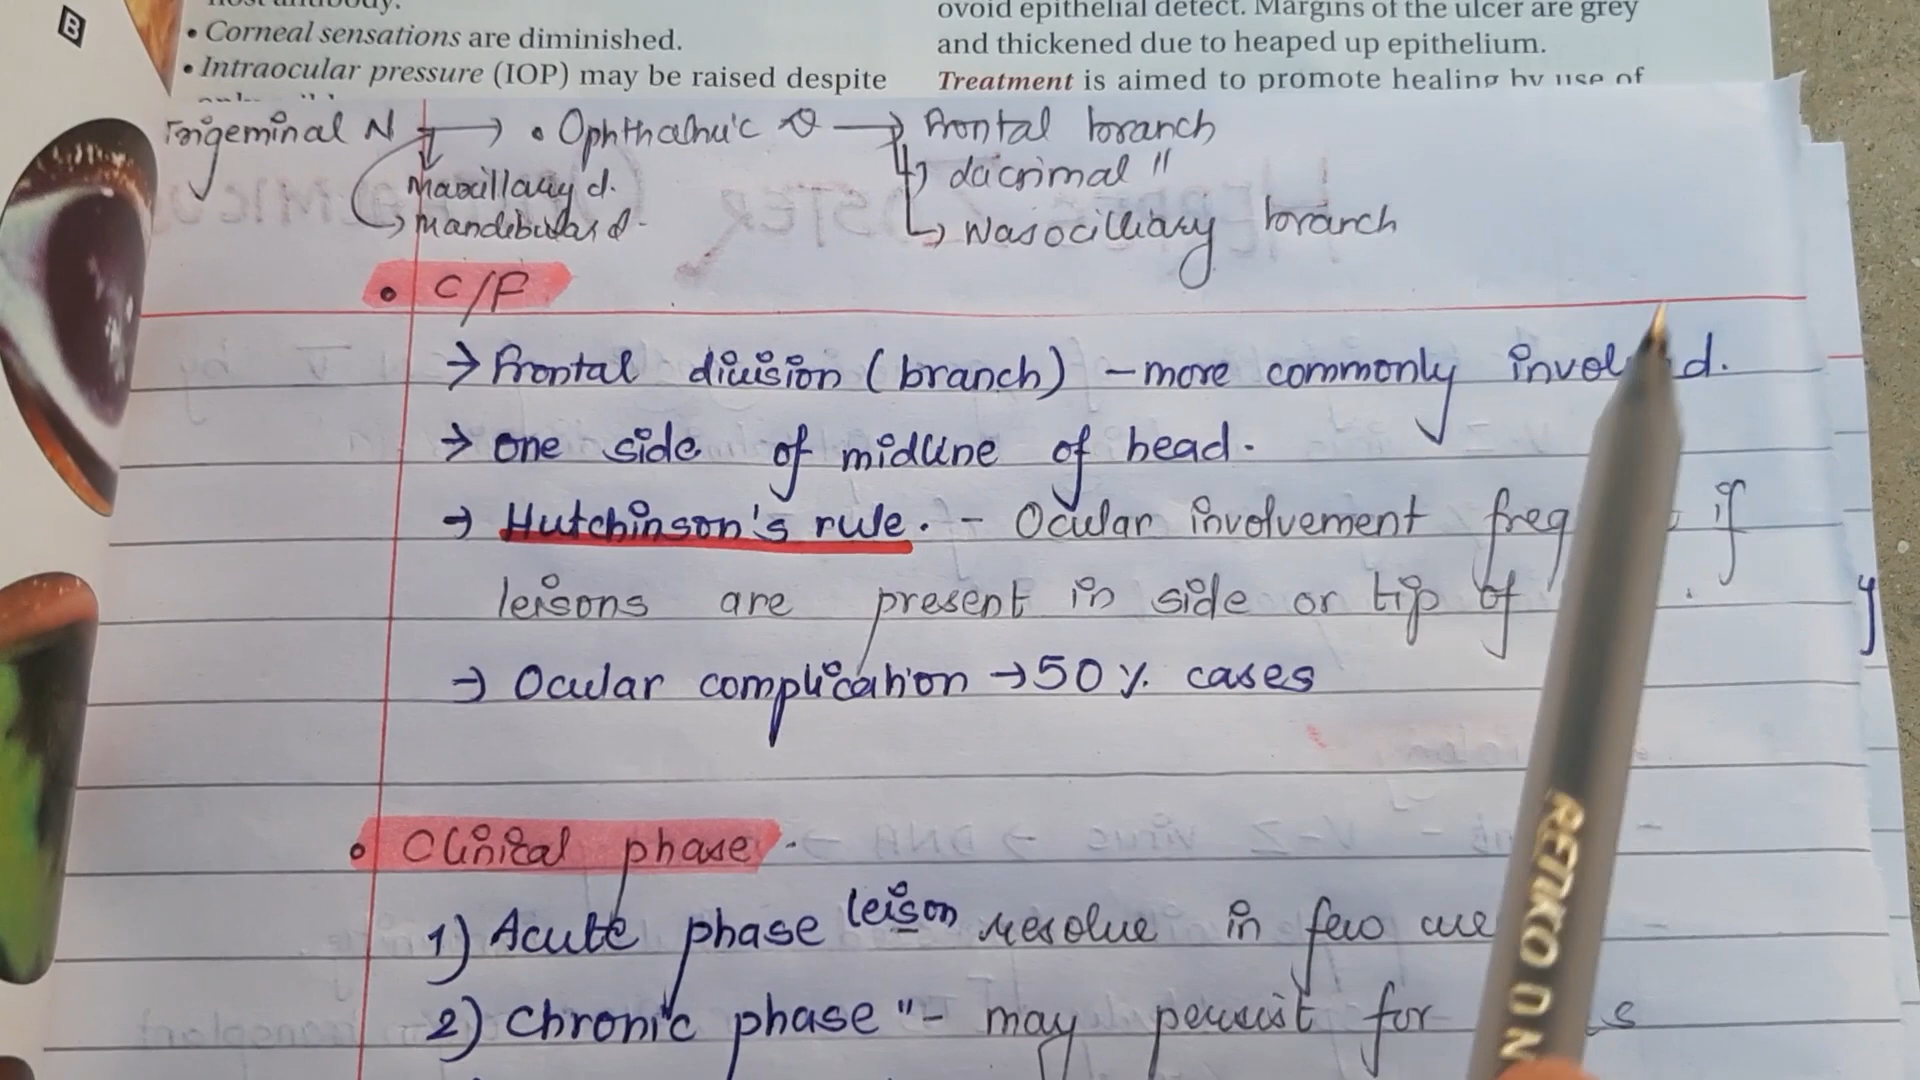 B
• Corneal sensations are diminished.
• Intraocular pressure (IOP) may be raised despite
ovoid epithelial defect. Margins of the ulcer are grey
and thickened due to heaped up epithelium.
Treatment is aimed to promote healing by use of
Trigeminal N → • Ophthalmic → Frontal branch
Maxillary d.
Mandibular d.
Lacrimal "
Nasociliary branch
• C/F
→ Frontal division (branch) - more commonly involved.
→ one side of midline of head.
→ Hutchinson's rule. - Ocular involvement freq if
leisons are present in side or tip of
→ Ocular complication → 50% cases
• Clinical phase.
1) Acute phase leison resolve in few
2) Chronic phase " - may persist for
REYNOLDS